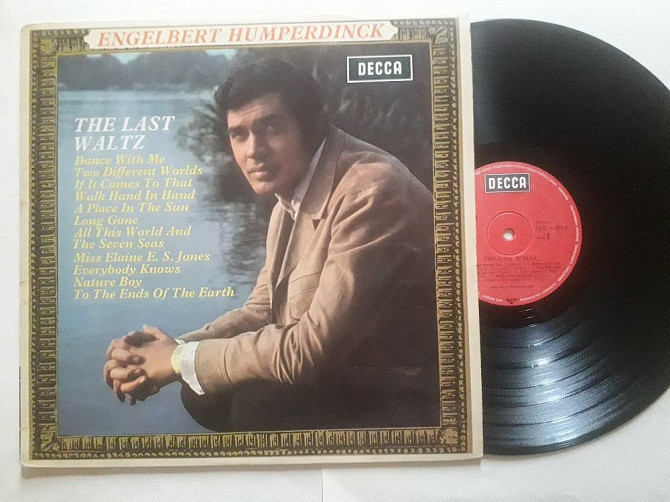 ENGELBERT HUMPERDINCK
DECCA
THE LAST
WALTZ
Dance With Me
Two Different Worlds
If It Comes To That
Walk Hand In Hand
A Place In The Sun
Long Gone
All This World And
The Seven Seas
Miss Elaine E. S. Jones
Everybody Knows
Nature Boy
To The Ends Of The Earth
DECCA
1
THE LAST WALTZ